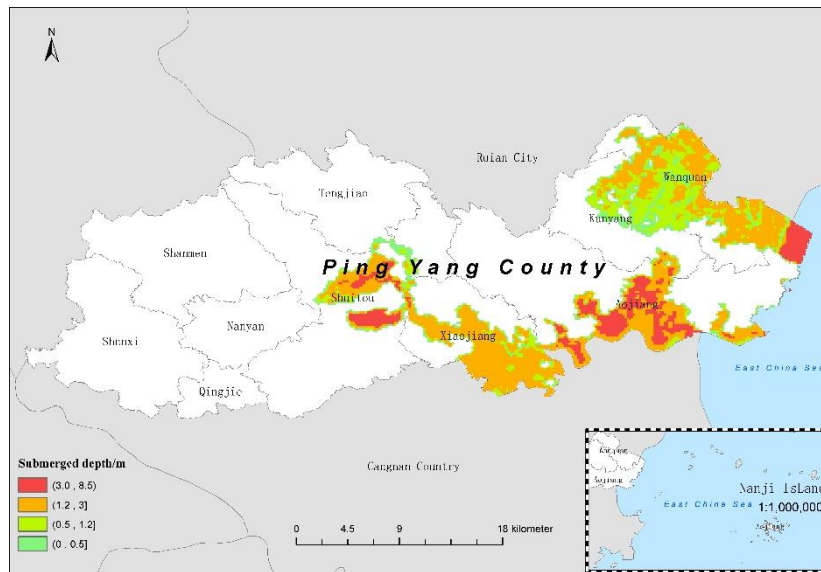 N
Ruian City
Wanquan
Tengjiao
Kunyang
Shanmen
Ping Yang County
Shuitou
Aojiang
Nanyan
Xiaojiang
Shunxi
East China Sea
Qingjie
Submerged depth/m
(3.0 , 8.5)
(1.2 , 3]
(0.5 , 1.2]
(0 . 0.5]
Cangnan Country
0 4.5 9 18 kilometer
Aojiang
Nanji IsLand
1:1,000,000
East China Sea